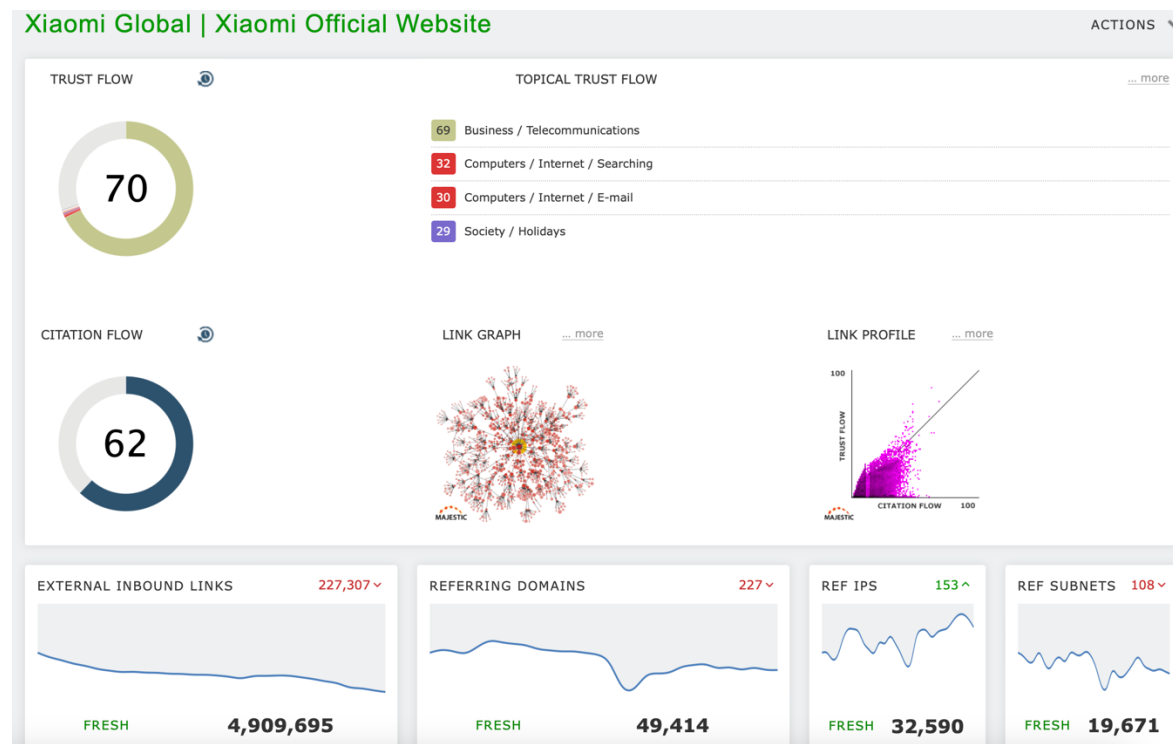 Xiaomi Global | Xiaomi Official Website
ACTIONS
TRUST FLOW
TOPICAL TRUST FLOW
... more
70
69 Business / Telecommunications
32 Computers / Internet / Searching
30 Computers / Internet / E-mail
29 Society / Holidays
CITATION FLOW
LINK GRAPH ... more
LINK PROFILE ... more
62
MAJESTIC
100
TRUST FLOW
CITATION FLOW 100
MAJESTIC
EXTERNAL INBOUND LINKS 227,307
FRESH 4,909,695
REFERRING DOMAINS 227
FRESH 49,414
REF IPS 153
FRESH 32,590
REF SUBNETS 108
FRESH 19,671